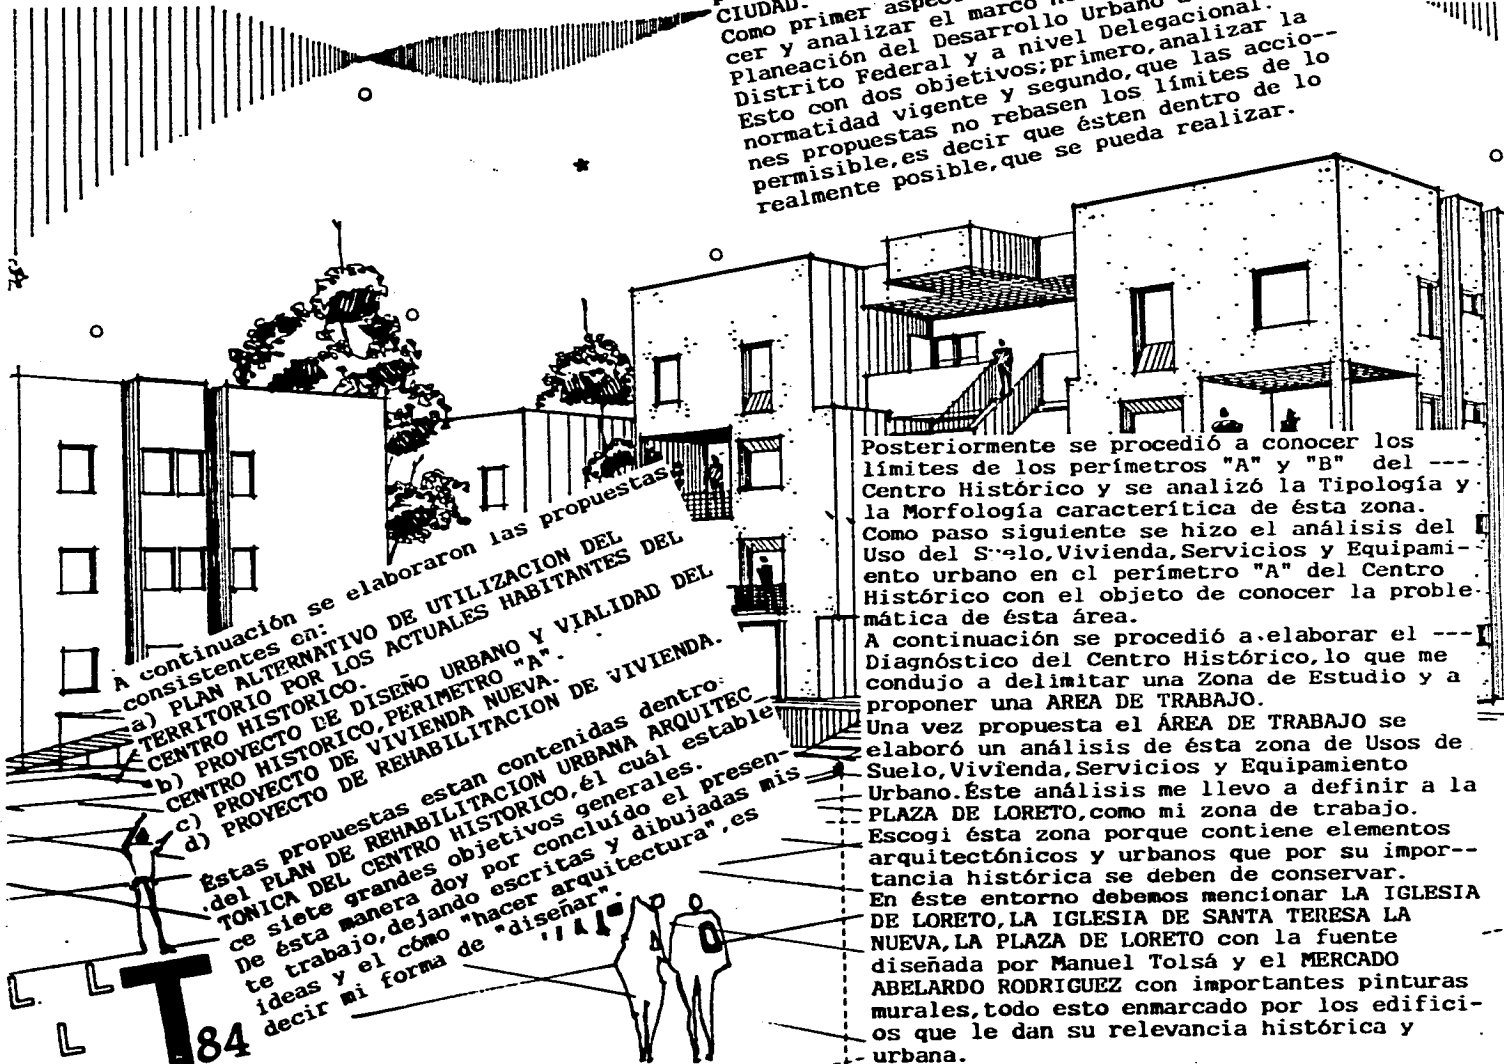 CIUDAD.
Como primer
cer y analizar el marco
Planeación del Desarrollo Urbano
Distrito Federal y a nivel Delegacional.
Esto con dos objetivos;primero,analizar la
normatidad vigente y segundo,que las accio--
nes propuestas no rebasen los límites de lo
permisible,es decir que ésten dentro de lo
realmente posible,que se pueda realizar.
Posteriormente se procedió a conocer los
límites de los perímetros "A" y "B" del ---
Centro Histórico y se analizó la Tipología y
la Morfología caracterítica de ésta zona.
Como paso siguiente se hizo el análisis del
Uso del Vivienda,Servicios y Equipami-
ento urbano en el perímetro "A" del Centro
Histórico con el objeto de conocer la proble
mática de ésta área.
A continuación se procedió a elaborar el ---
Diagnóstico del Centro Histórico,lo que me
condujo a delimitar una Zona de Estudio y a
proponer una AREA DE TRABAJO.
Una vez propuesta el ÁREA DE TRABAJO se
elaboró un análisis de ésta zona de Usos de
Suelo,Vivienda,Servicios y Equipamiento
Urbano.Éste análisis me llevo a definir a la
PLAZA DE LORETO,como mi zona de trabajo.
Escogi ésta zona porque contiene elementos
arquitectónicos y urbanos que por su impor--
tancia histórica se deben de conservar.
En éste entorno debemos mencionar LA IGLESIA
DE LORETO,LA IGLESIA DE SANTA TERESA LA
NUEVA,LA PLAZA DE LORETO con la fuente
diseñada por Manuel Tolsá y el MERCADO
ABELARDO RODRIGUEZ con importantes pinturas
murales,todo esto enmarcado por los edifici-
os que le dan su relevancia histórica y
urbana.
A continuación se elaboraron las propuestas
consistentes en:
a) PLAN ALTERNATIVO DE UTILIZACION DEL
TERRITORIO POR LOS ACTUALES HABITANTES DEL
CENTRO HISTORICO.
b) PROYECTO DE DISEÑO URBANO Y VIALIDAD DEL
CENTRO HISTORICO,PERIMETRO "A".
c) PROYECTO DE VIVIENDA NUEVA.
d) PROYECTO DE REHABILITACION DE VIVIENDA.
Éstas propuestas estan contenidas dentro
del PLAN DE REHABILITACION URBANA ARQUITEC
TONICA DEL CENTRO HISTORICO,él cuál estable
ce siete grandes objetivos generales.
De ésta manera doy por concluído el presen-
te trabajo,dejando escritas y dibujadas mis
ideas y el cómo "hacer arquitectura",es
decir mi forma de "diseñar".
T
84